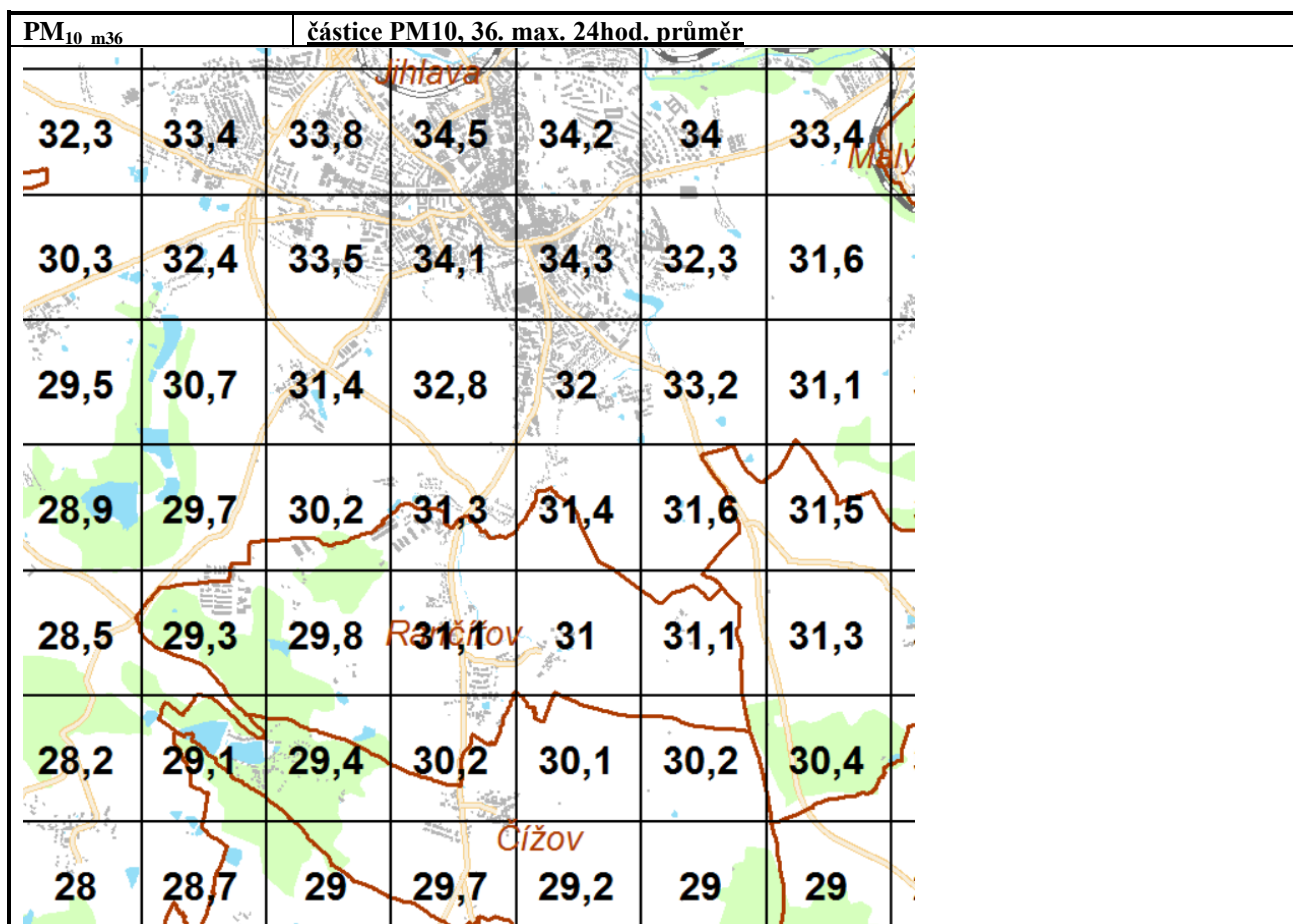 PM10_m36 částice PM10, 36. max. 24hod. průměr
Jihlava
32,3 33,4 33,8 34,5 34,2 34 33,4
Malý
30,3 32,4 33,5 34,1 34,3 32,3 31,6
29,5 30,7 31,4 32,8 32 33,2 31,1
28,9 29,7 30,2 31,3 31,4 31,6 31,5
28,5 29,3 29,8 31,1 31 31,1 31,3
Rančířov
28,2 29,1 29,4 30,2 30,1 30,2 30,4
Čížov
28 28,7 29 29,7 29,2 29 29